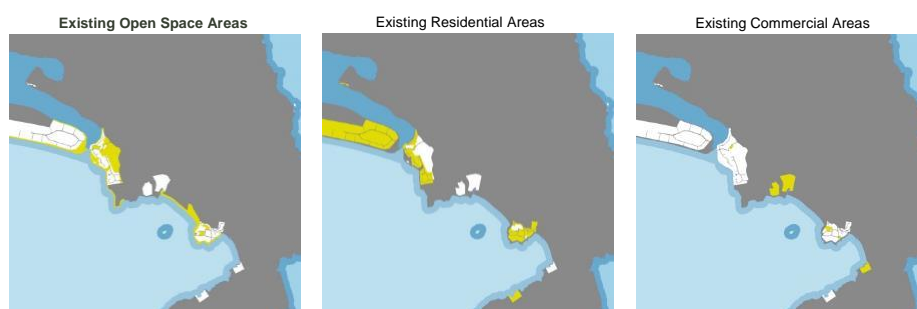 Existing Open Space Areas
Existing Residential Areas
Existing Commercial Areas